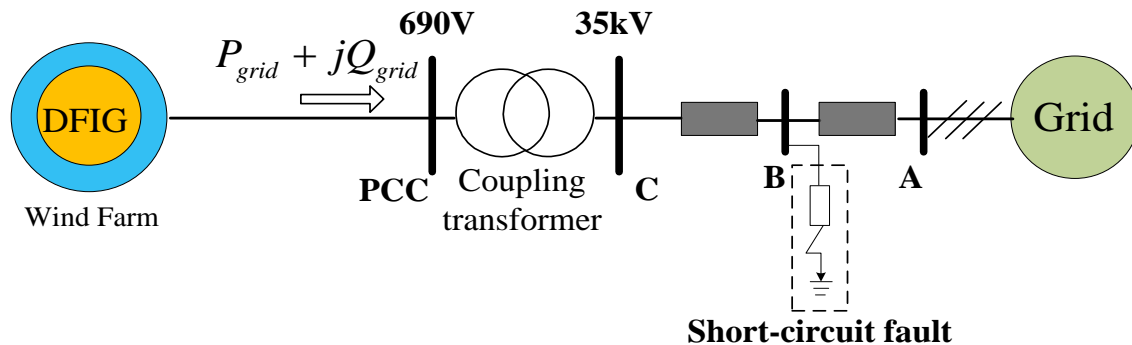 690V
35kV
P_grid + jQ_grid
DFIG
Grid
PCC
Coupling
transformer
C
B
A
Wind Farm
Short-circuit fault